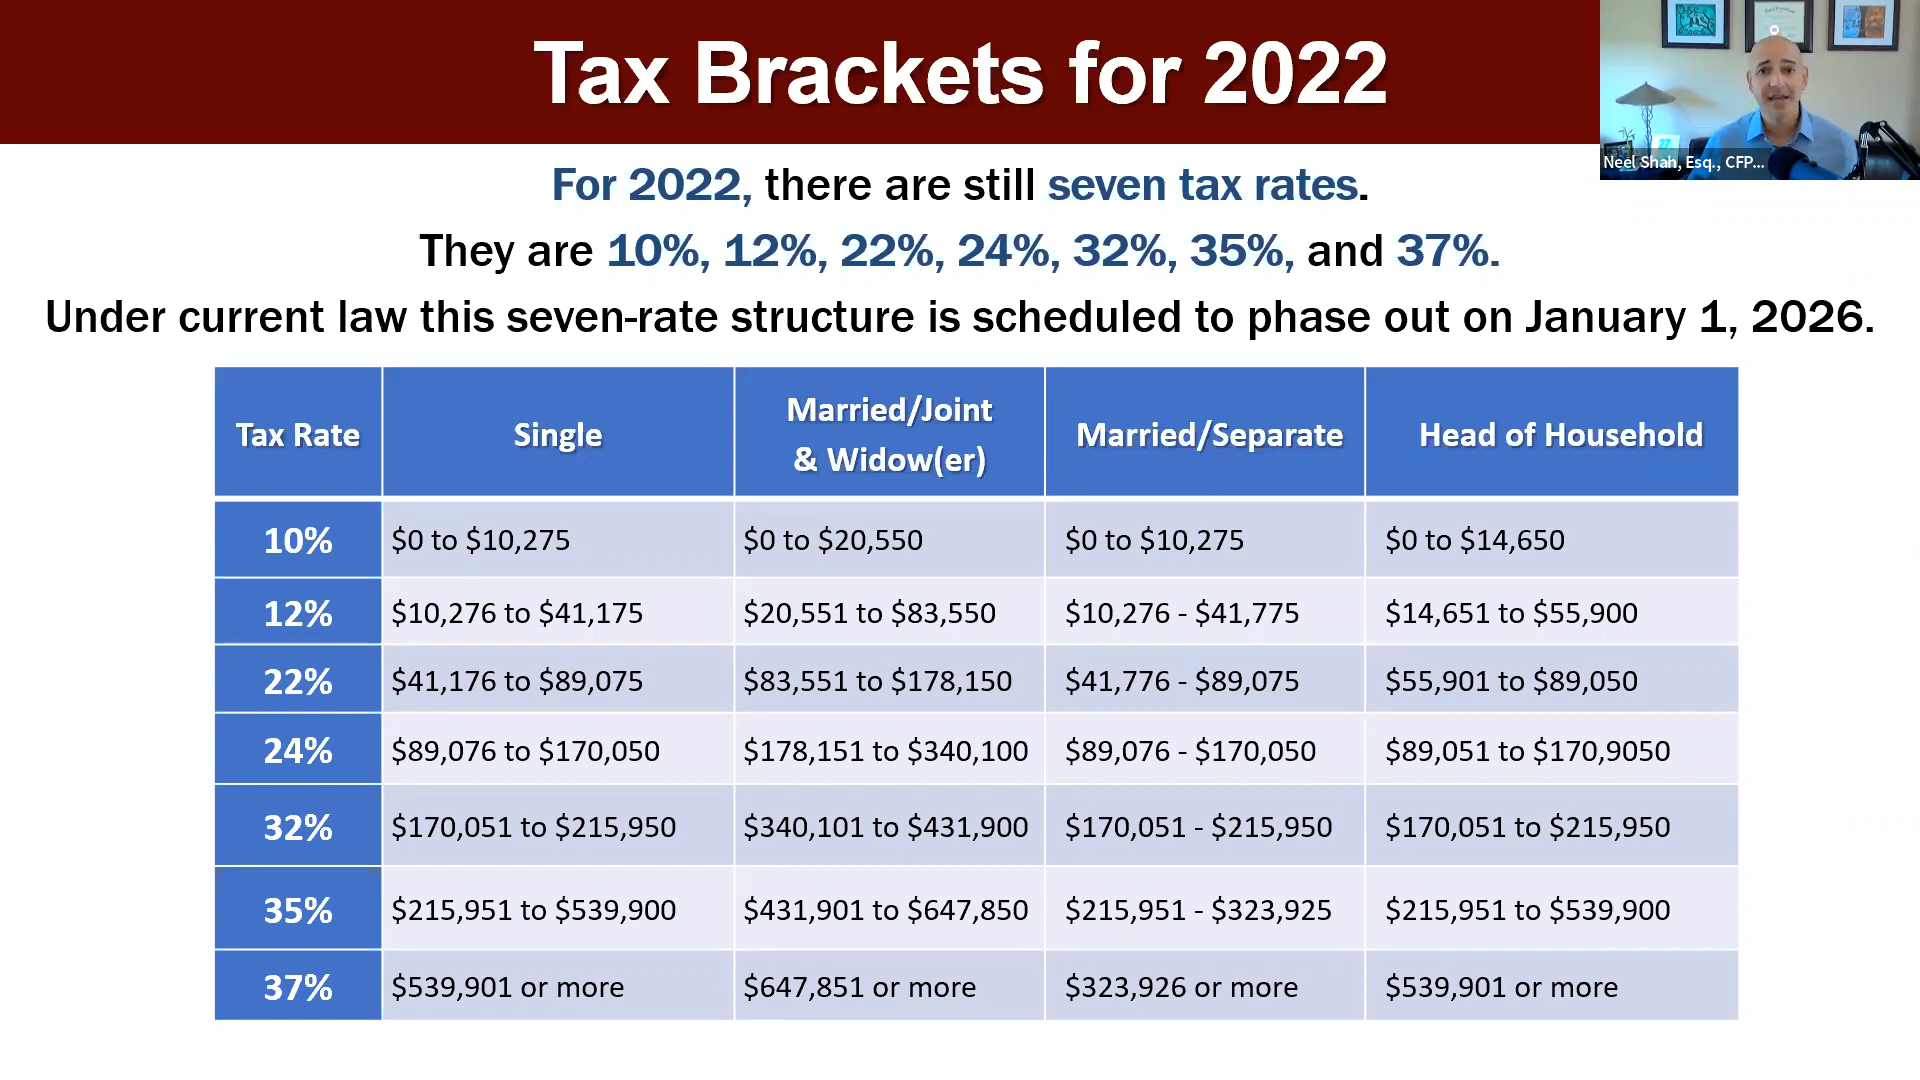 Tax Brackets for 2022
Neel Shah, Esq., CFP...
For 2022, there are still seven tax rates.
They are 10%, 12%, 22%, 24%, 32%, 35%, and 37%.
Under current law this seven-rate structure is scheduled to phase out on January 1, 2026.
Tax Rate Single Married/Joint & Widow(er) Married/Separate Head of Household
10% $0 to $10,275 $0 to $20,550 $0 to $10,275 $0 to $14,650
12% $10,276 to $41,175 $20,551 to $83,550 $10,276 - $41,775 $14,651 to $55,900
22% $41,176 to $89,075 $83,551 to $178,150 $41,776 - $89,075 $55,901 to $89,050
24% $89,076 to $170,050 $178,151 to $340,100 $89,076 - $170,050 $89,051 to $170,9050
32% $170,051 to $215,950 $340,101 to $431,900 $170,051 - $215,950 $170,051 to $215,950
35% $215,951 to $539,900 $431,901 to $647,850 $215,951 - $323,925 $215,951 to $539,900
37% $539,901 or more $647,851 or more $323,926 or more $539,901 or more